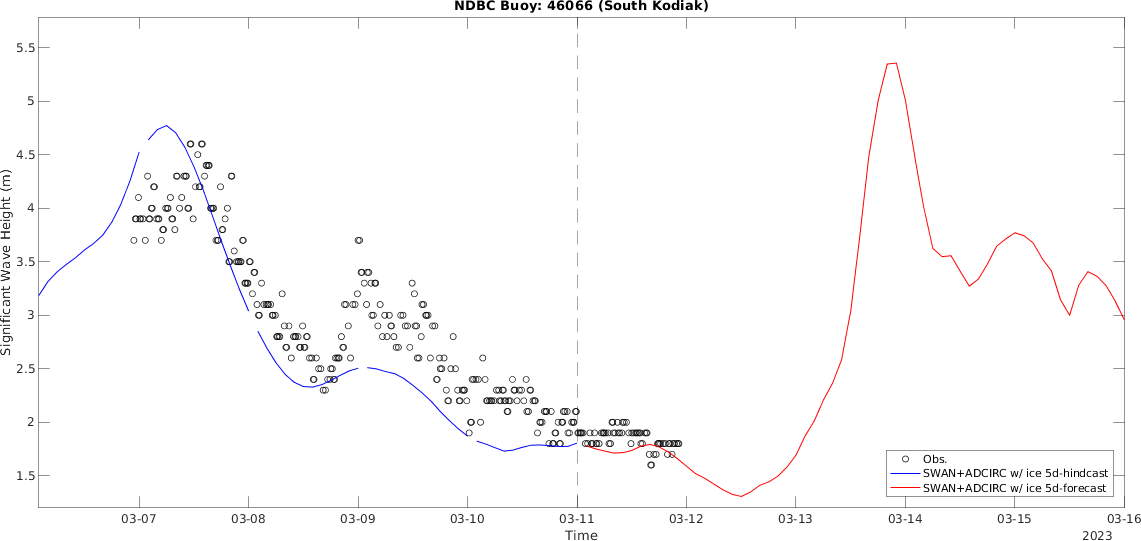 NDBC Buoy: 46066 (South Kodiak)
Significant Wave Height (m)
5.5
5
4.5
4
3.5
3
2.5
2
1.5
Obs.
SWAN+ADCIRC w/ ice 5d-hindcast
SWAN+ADCIRC w/ ice 5d-forecast
03-07 03-08 03-09 03-10 03-11 03-12 03-13 03-14 03-15 03-16
Time
2023